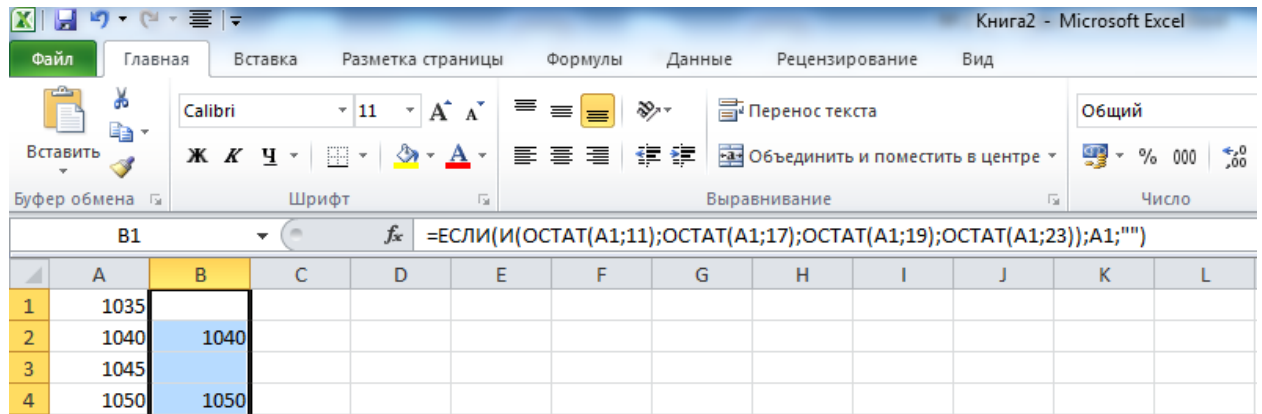 Книга2 - Microsoft Excel
Файл Главная Вставка Разметка страницы Формулы Данные Рецензирование Вид
Calibri 11 A A Перенос текста Общий
Вставить Ж К Ч A Объединить и поместить в центре % 000 ,0 ,00
Буфер обмена Шрифт Выравнивание Число
B1 fx =ЕСЛИ(И(ОСТАТ(A1;11);ОСТАТ(A1;17);ОСТАТ(A1;19);ОСТАТ(A1;23));A1;"")
A B C D E F G H I J K L
1 1035
2 1040 1040
3 1045
4 1050 1050